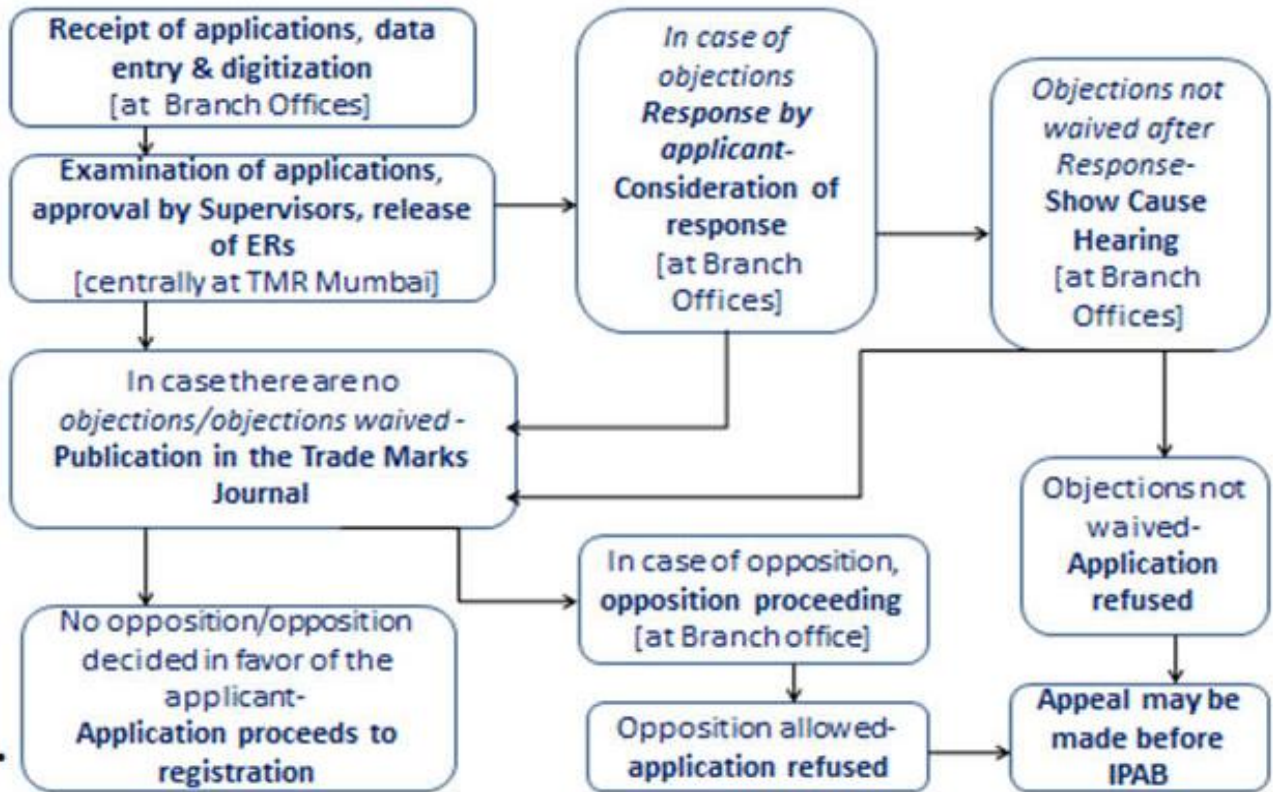 Receipt of applications, data
entry & digitization
[at Branch Offices]
Examination of applications,
approval by Supervisors, release
of ERs
[centrally at TMR Mumbai]
In case of
objections
Response by
applicant-
Consideration of
response
[at Branch
Offices]
Objections not
waived after
Response-
Show Cause
Hearing
[at Branch
Offices]
In case there are no
objections/objections waived -
Publication in the Trade Marks
Journal
Objections not
waived-
Application
refused
In case of opposition,
opposition proceeding
[at Branch office]
No opposition/opposition
decided in favor of the
applicant-
Application proceeds to
registration
Opposition allowed-
application refused
Appeal may be
made before
IPAB